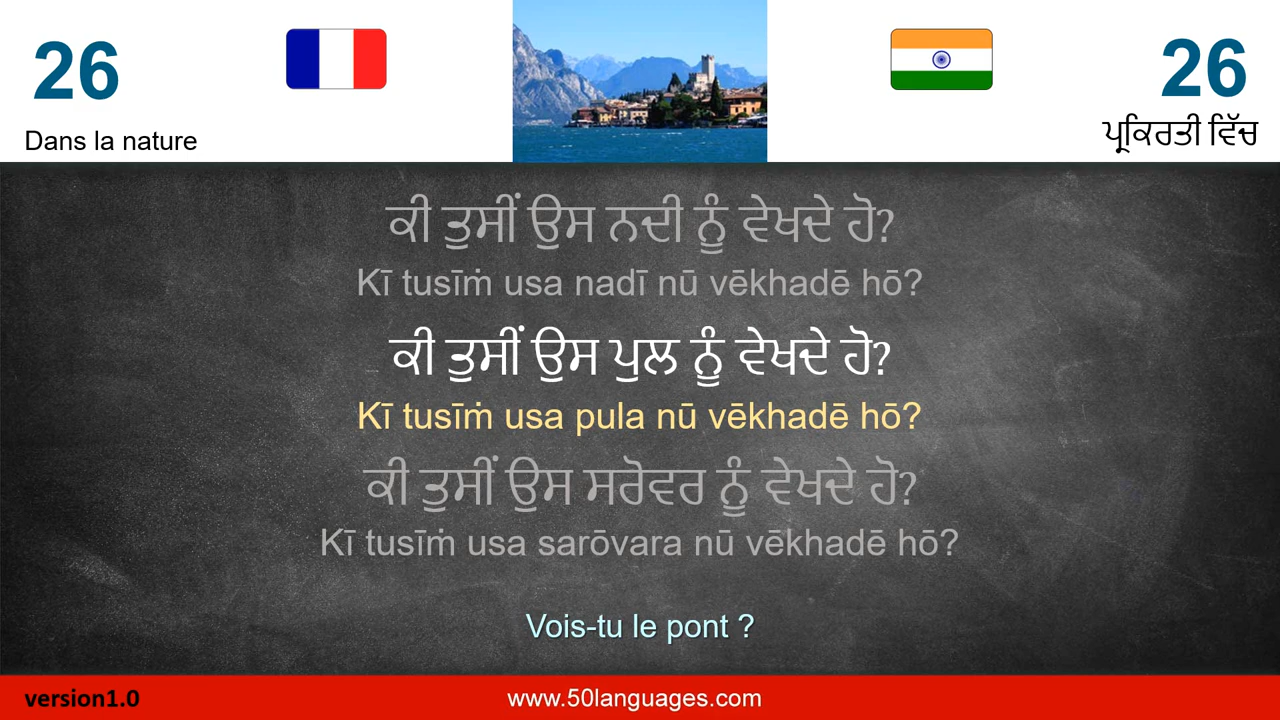 26
26
Dans la nature
ਪ੍ਰਕਿਰਤੀ ਵਿੱਚ
ਕੀ ਤੁਸੀਂ ਉਸ ਨਦੀ ਨੂੰ ਵੇਖਦੇ ਹੋ?
Kī tusīṁ usa nadī nū vēkhadē hō?
ਕੀ ਤੁਸੀਂ ਉਸ ਪੁਲ ਨੂੰ ਵੇਖਦੇ ਹੋ?
Kī tusīṁ usa pula nū vēkhadē hō?
ਕੀ ਤੁਸੀਂ ਉਸ ਸਰੋਵਰ ਨੂੰ ਵੇਖਦੇ ਹੋ?
Kī tusīṁ usa sarōvara nū vēkhadē hō?
Vois-tu le pont ?
version1.0
www.50languages.com